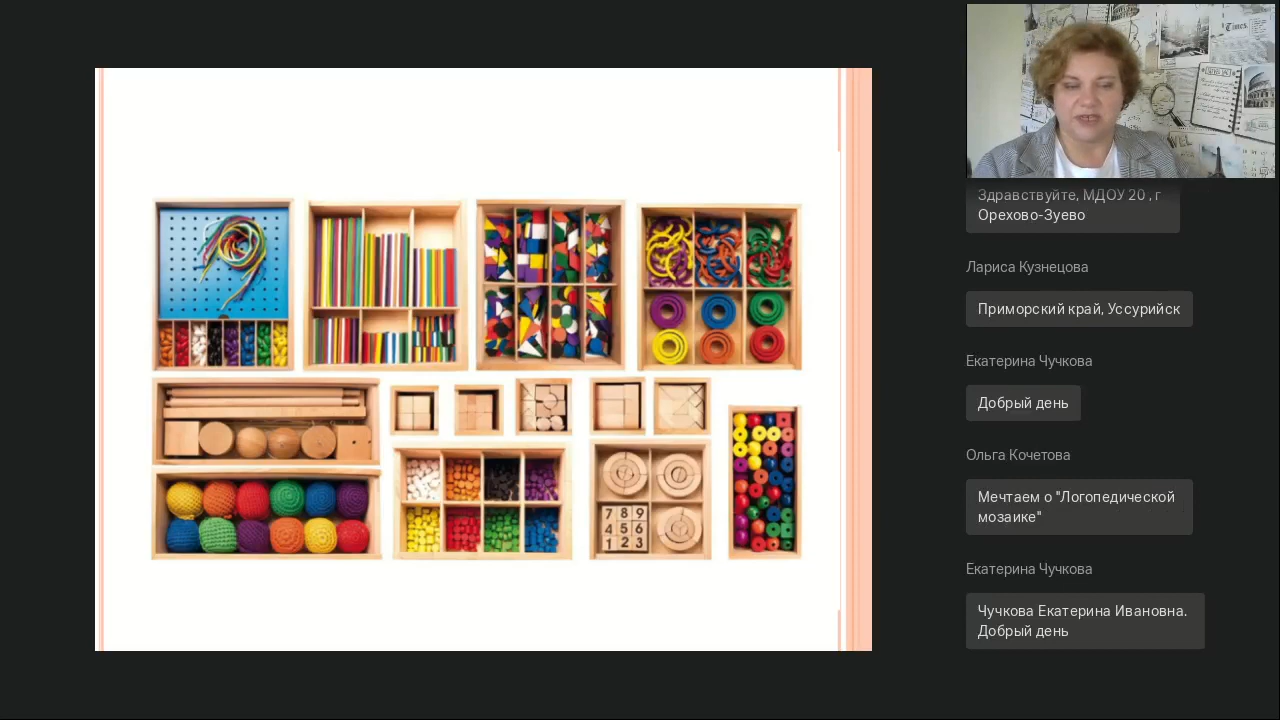 Times
7 8 9
4 5 6
1 2 3
Здравствуйте, МДОУ 20 , г
Орехово-Зуево
Лариса Кузнецова
Приморский край, Уссурийск
Екатерина Чучкова
Добрый день
Ольга Кочетова
Мечтаем о "Логопедической
мозаике"
Екатерина Чучкова
Чучкова Екатерина Ивановна.
Добрый день